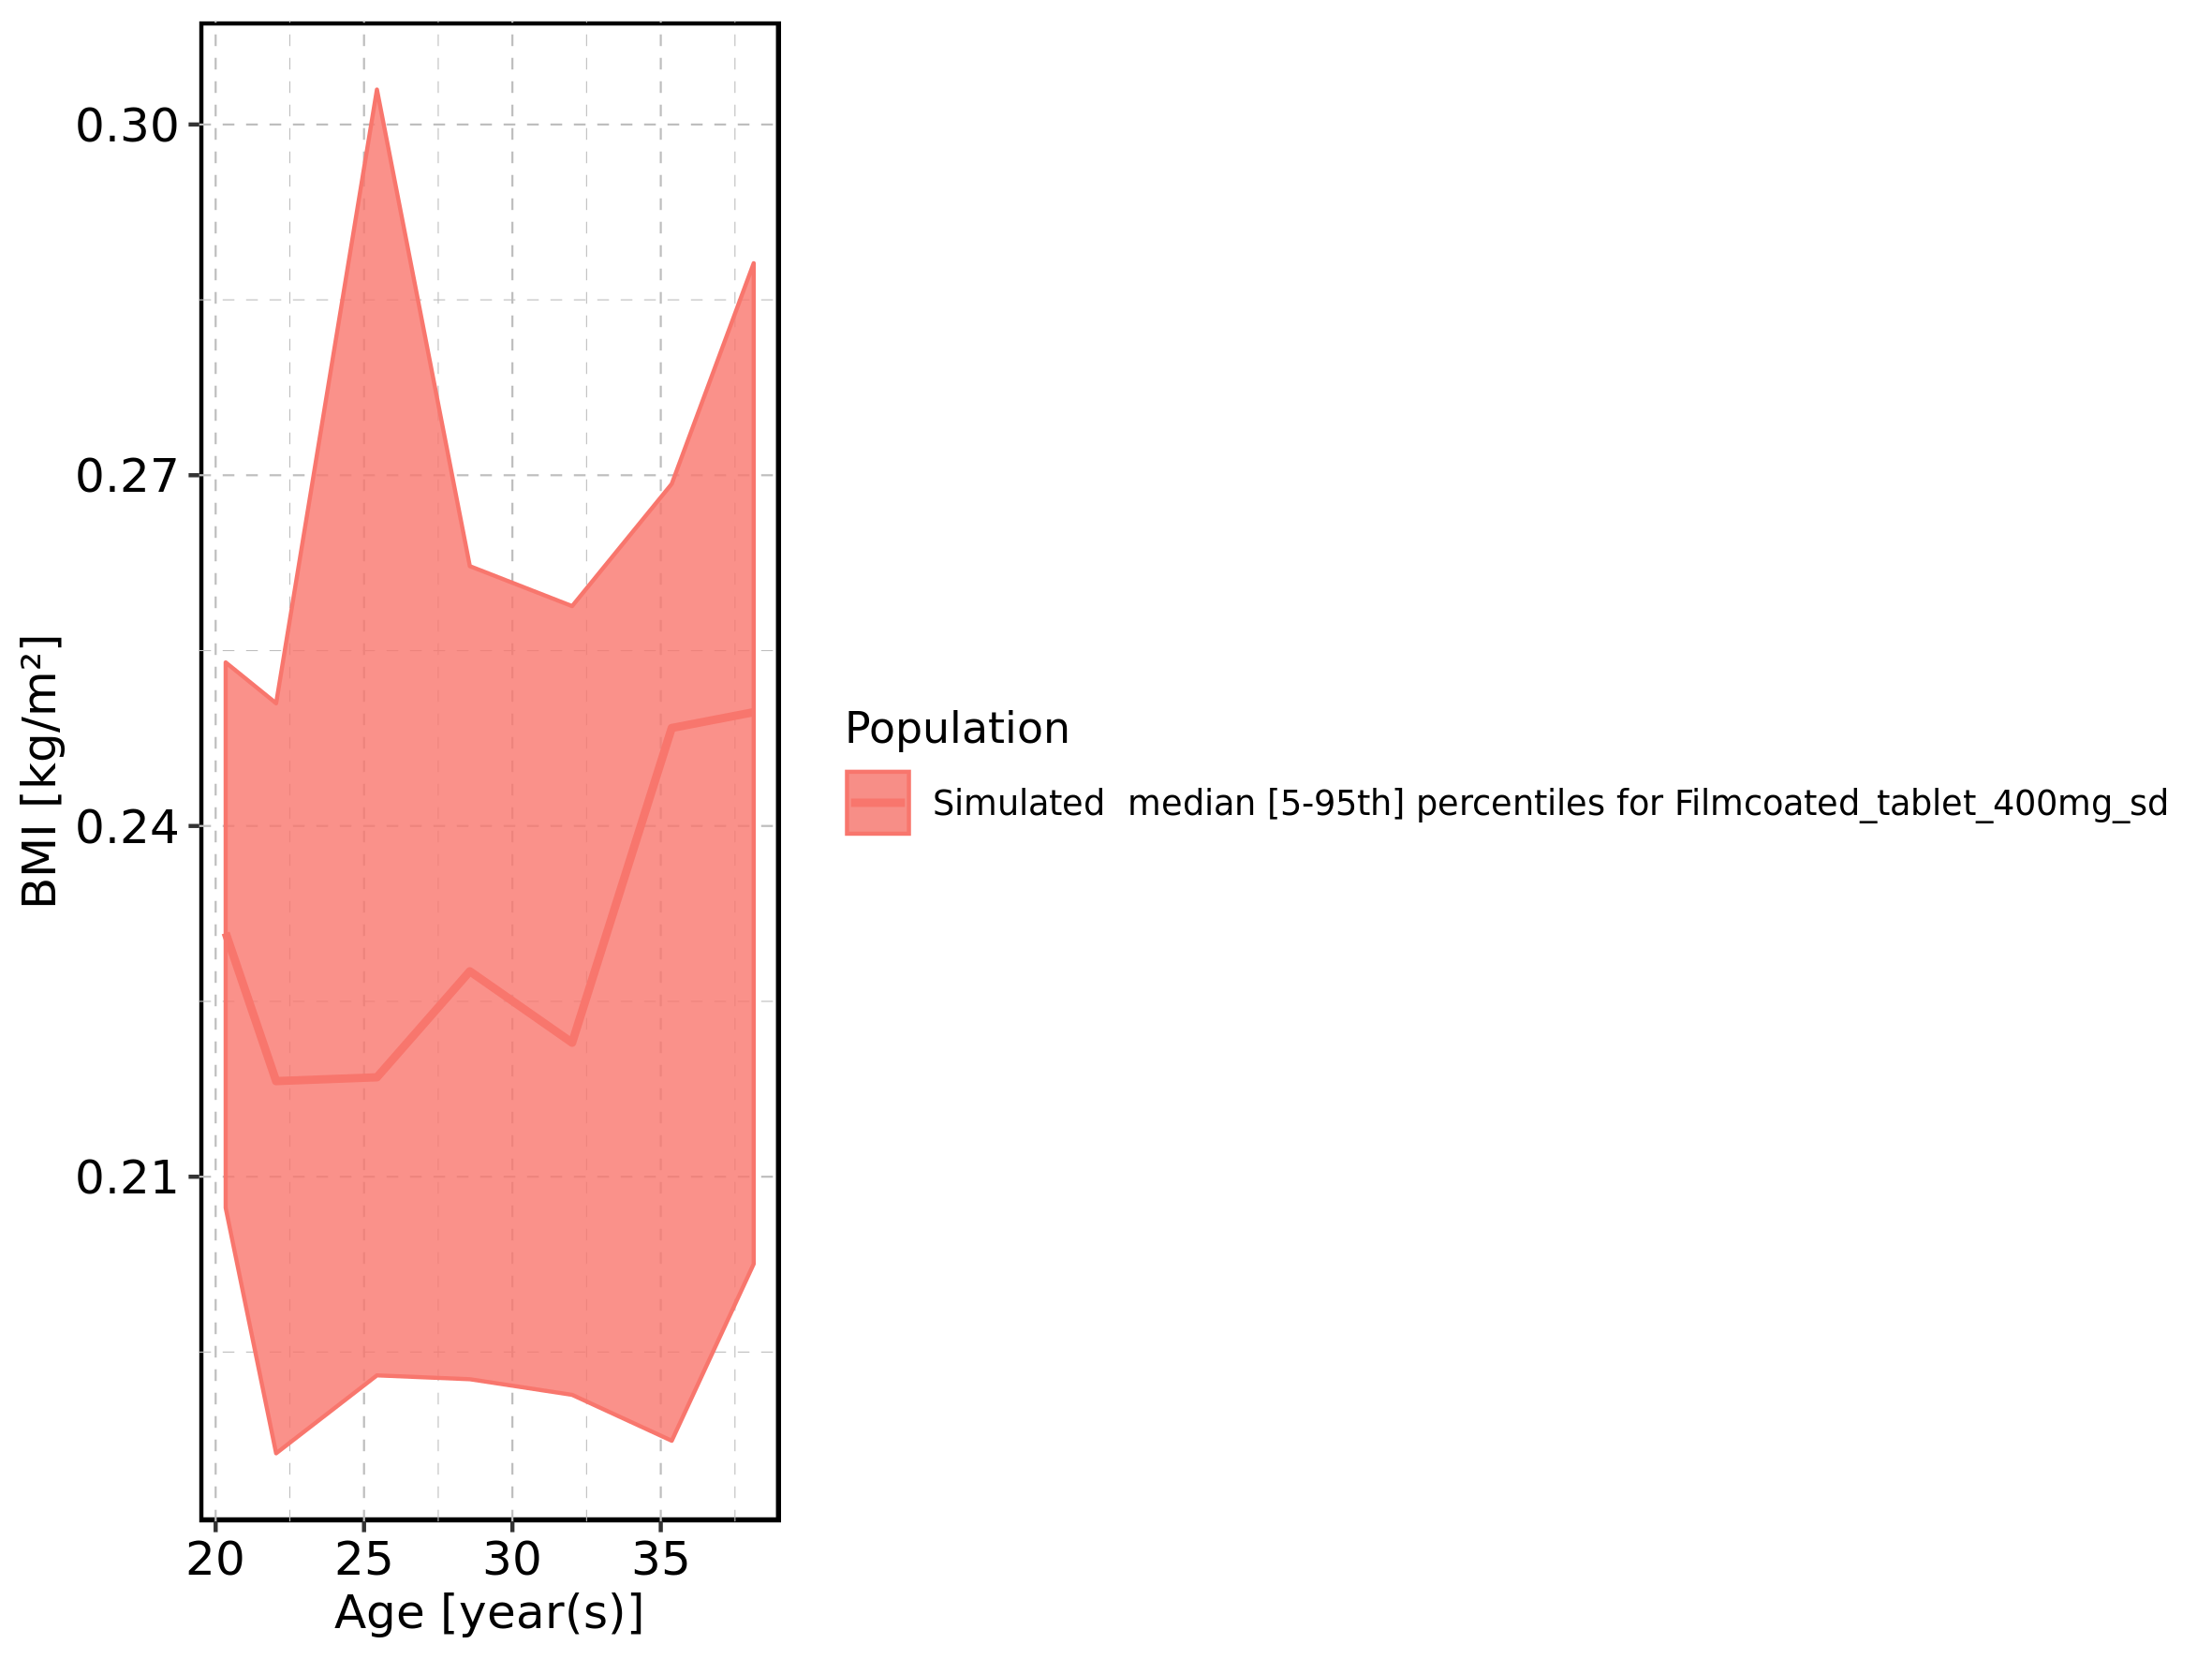 0.30
0.27
0.24
0.21
BMI [kg/m²]
20 25 30 35
Age [year(s)]
Population
Simulated  median [5-95th] percentiles for Filmcoated_tablet_400mg_sd